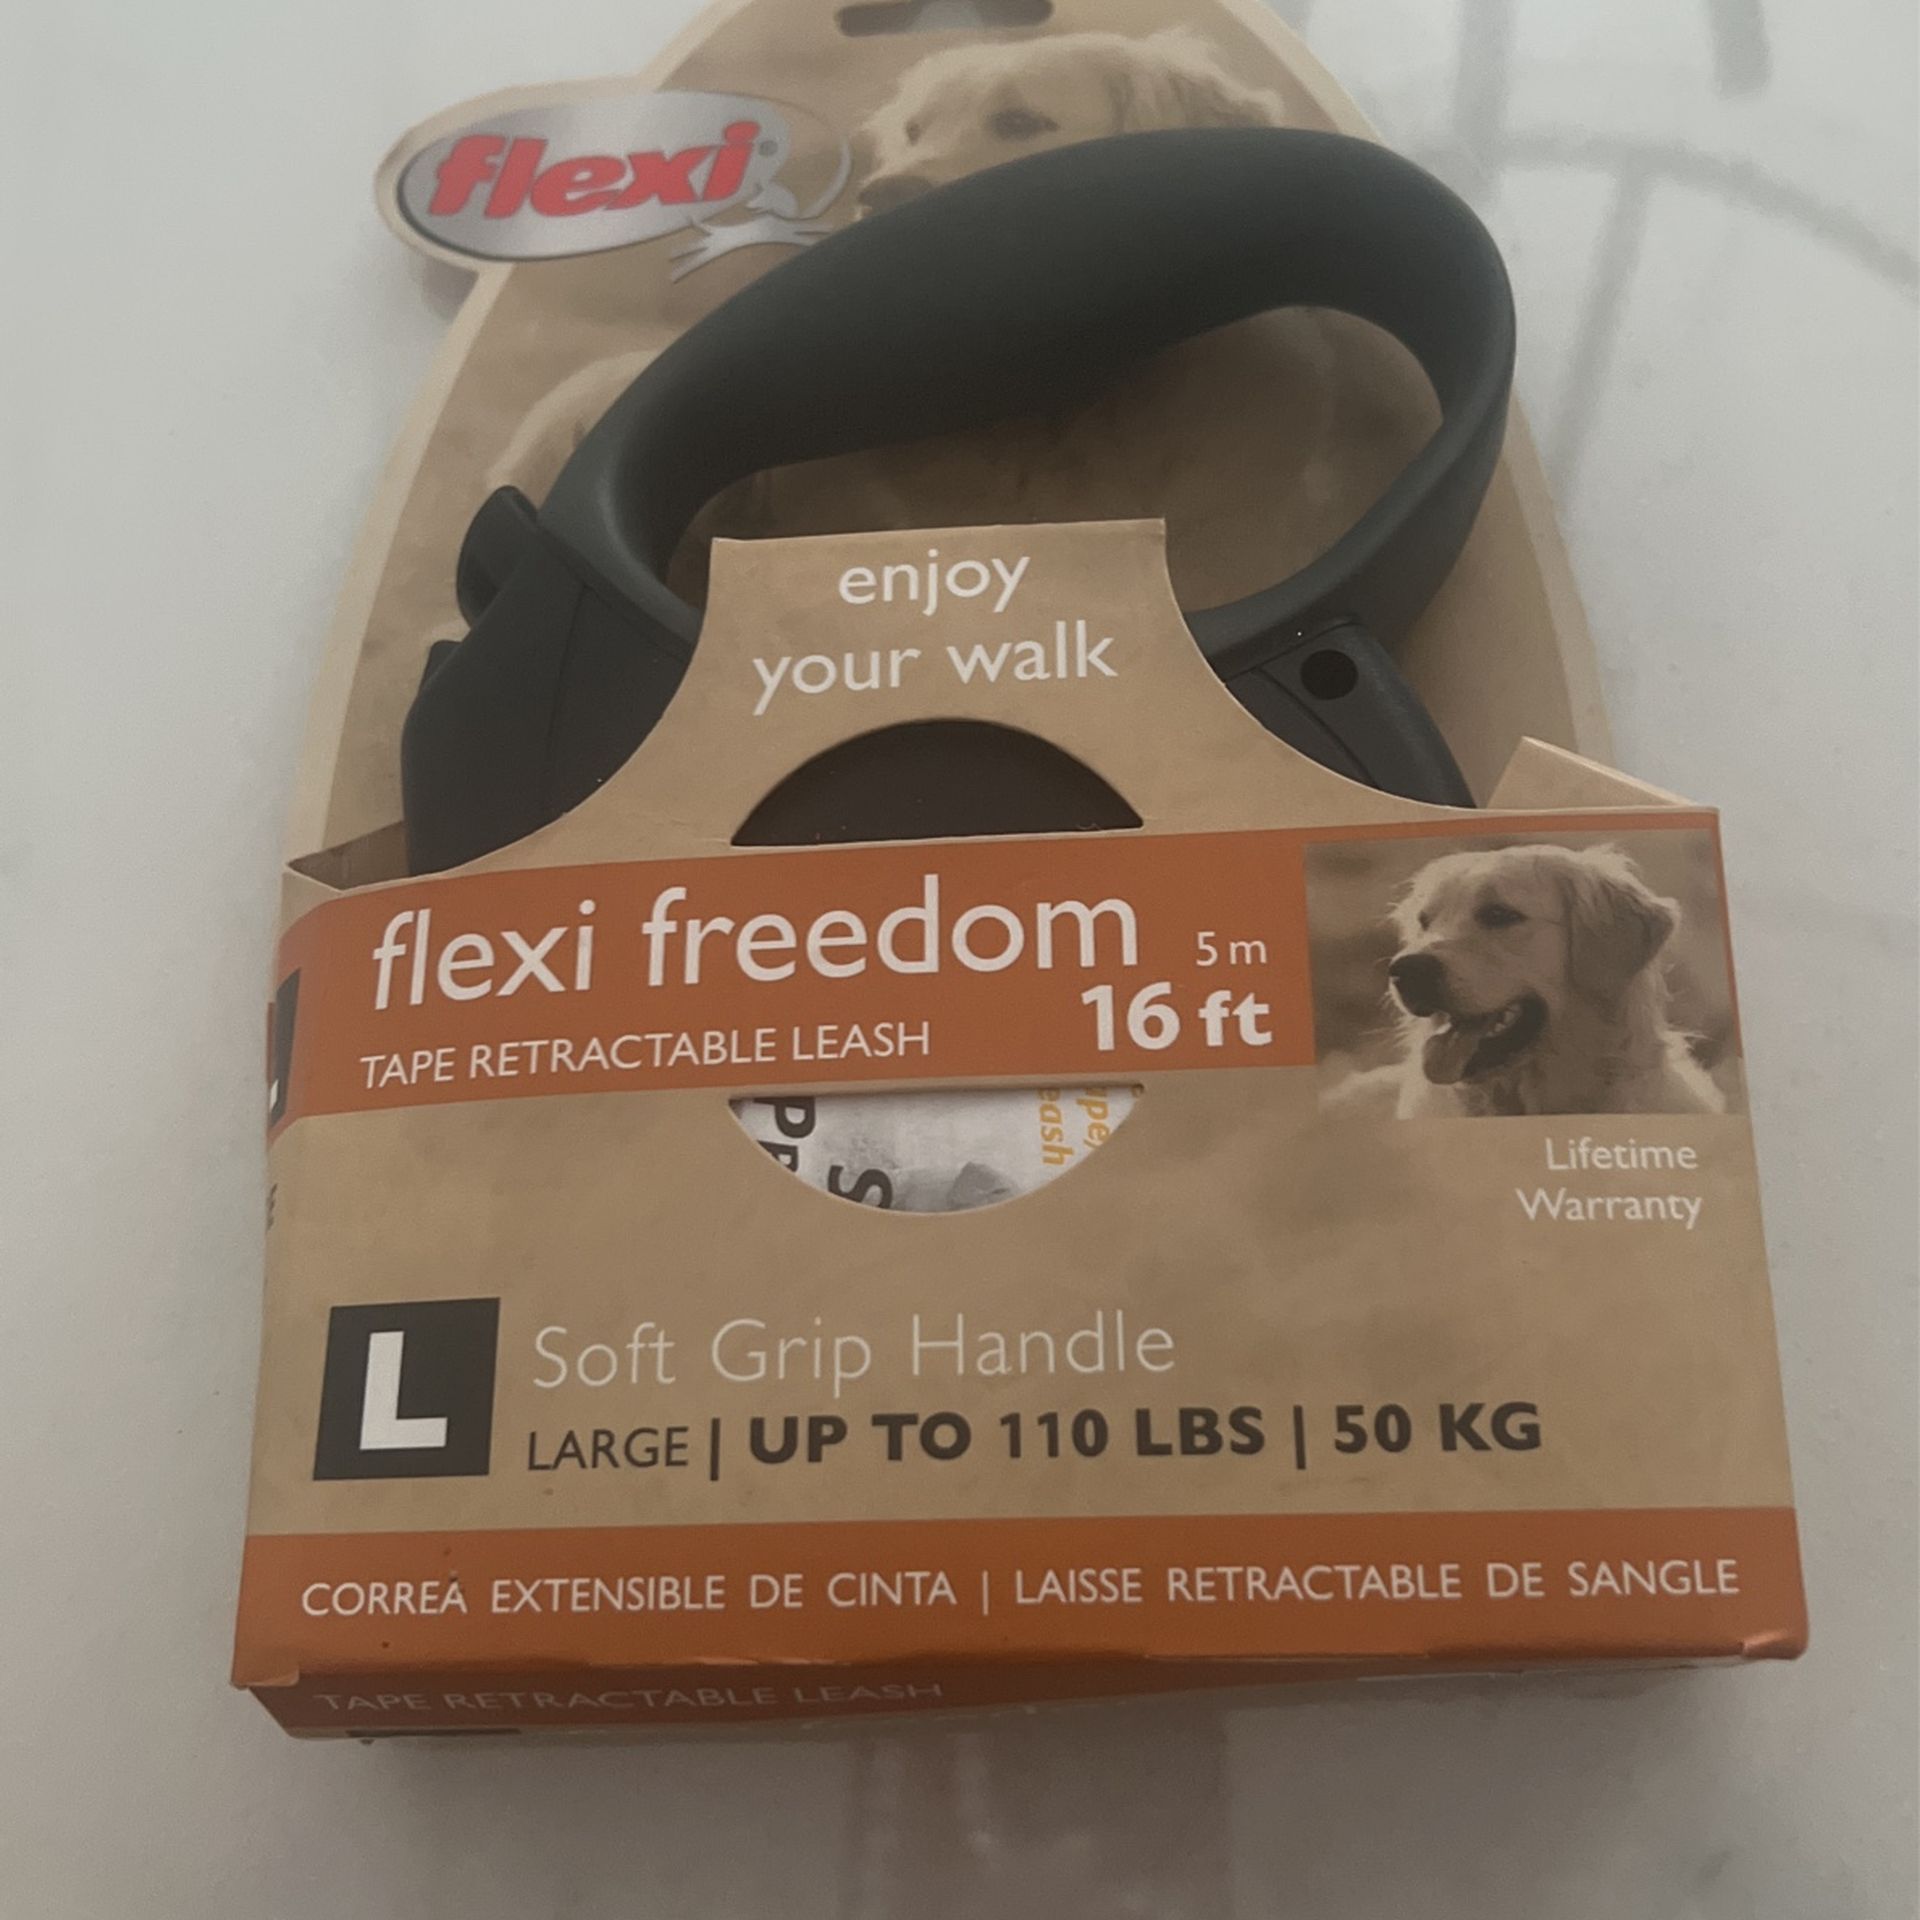 flexi®
enjoy
your walk
flexi freedom 5 m
TAPE RETRACTABLE LEASH 16 ft
Lifetime
Warranty
L
Soft Grip Handle
LARGE | UP TO 110 LBS | 50 KG
CORREA EXTENSIBLE DE CINTA | LAISSE RETRACTABLE DE SANGLE
TAPE RETRACTABLE LEASH